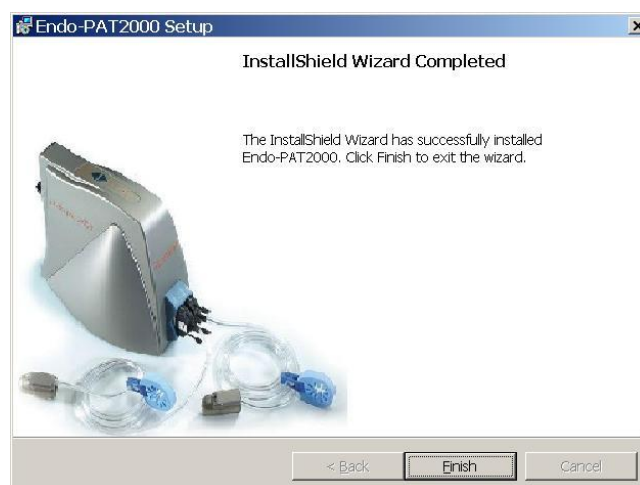 Endo-PAT2000 Setup
InstallShield Wizard Completed
The InstallShield Wizard has successfully installed
Endo-PAT2000. Click Finish to exit the wizard.
< Back
Finish
Cancel